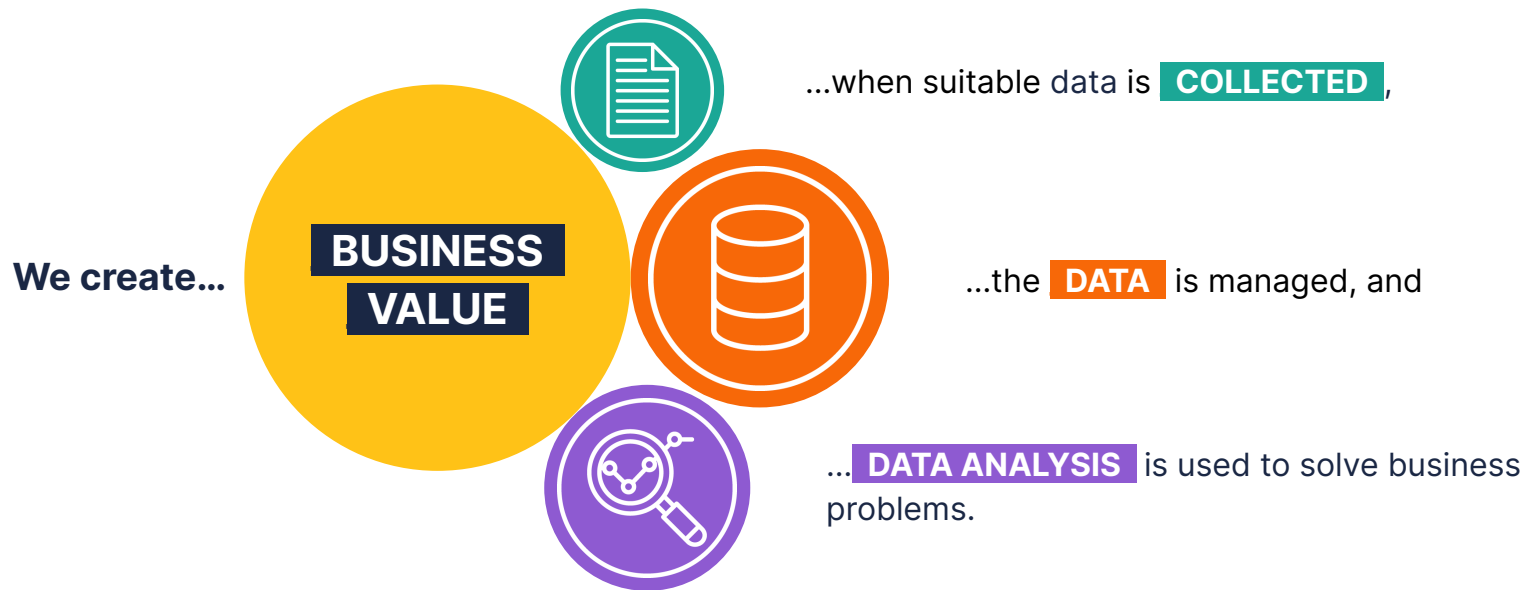 We create...
BUSINESS
VALUE
...when suitable data is COLLECTED,
...the DATA is managed, and
...DATA ANALYSIS is used to solve business
problems.